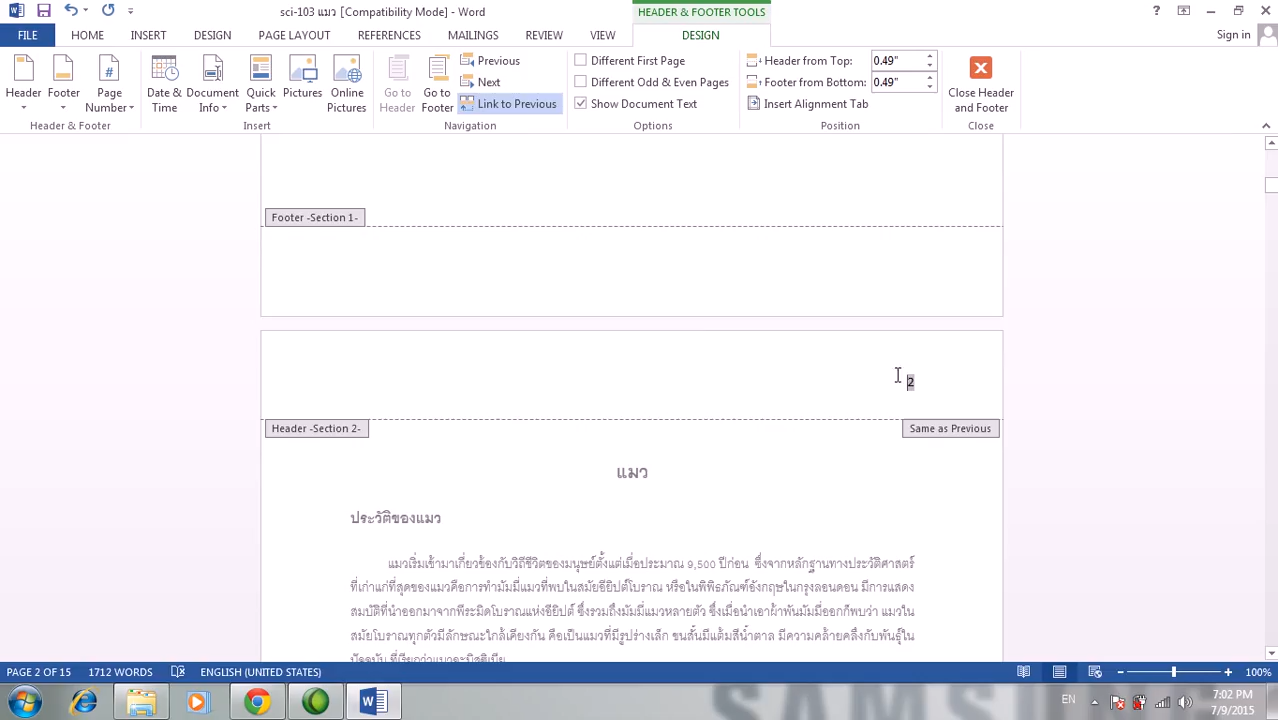 sci-103 แมว [Compatibility Mode] - Word
HEADER & FOOTER TOOLS
FILE HOME INSERT DESIGN PAGE LAYOUT REFERENCES MAILINGS REVIEW VIEW DESIGN Sign in
Header
Footer
Page Number
Header & Footer
Date & Time
Document Info
Quick Parts
Pictures
Online Pictures
Insert
Go to Header
Go to Footer
Previous
Next
Link to Previous
Navigation
Different First Page
Different Odd & Even Pages
Show Document Text
Options
Header from Top: 0.49"
Footer from Bottom: 0.49"
Insert Alignment Tab
Position
Close Header and Footer
Close
Footer -Section 1-
2
Header -Section 2-
Same as Previous
แมว
ประวัติของแมว
แมวเริ่มเข้ามาเกี่ยวข้องกับวิถีชีวิตของมนุษย์ตั้งแต่เมื่อประมาณ 9,500 ปีก่อน ซึ่งจากหลักฐานทางประวัติศาสตร์
ที่เก่าแก่ที่สุดของแมวคือการทำมัมมี่แมวที่พบในสมัยอียิปต์โบราณ หรือในพิพิธภัณฑ์อังกฤษในกรุงลอนดอน มีการแสดง
สมบัติที่นำออกมาจากพีระมิดโบราณแห่งอียิปต์ ซึ่งรวมถึงมัมมี่แมวหลายตัว ซึ่งเมื่อนำเอาผ้าพันมัมมี่ออกก็พบว่า แมวใน
สมัยโบราณทุกตัวมีลักษณะใกล้เคียงกัน คือเป็นแมวที่มีรูปร่างเล็ก ขนสั้นมีแต้มสีน้ำตาล มีความคล้ายคลึงกับพันธุ์ใน
ปัจจุบัน ที่เรียกว่าแมวอะบิสซิเนีย
PAGE 2 OF 15 1712 WORDS ENGLISH (UNITED STATES) 100%
EN
7:02 PM
7/9/2015